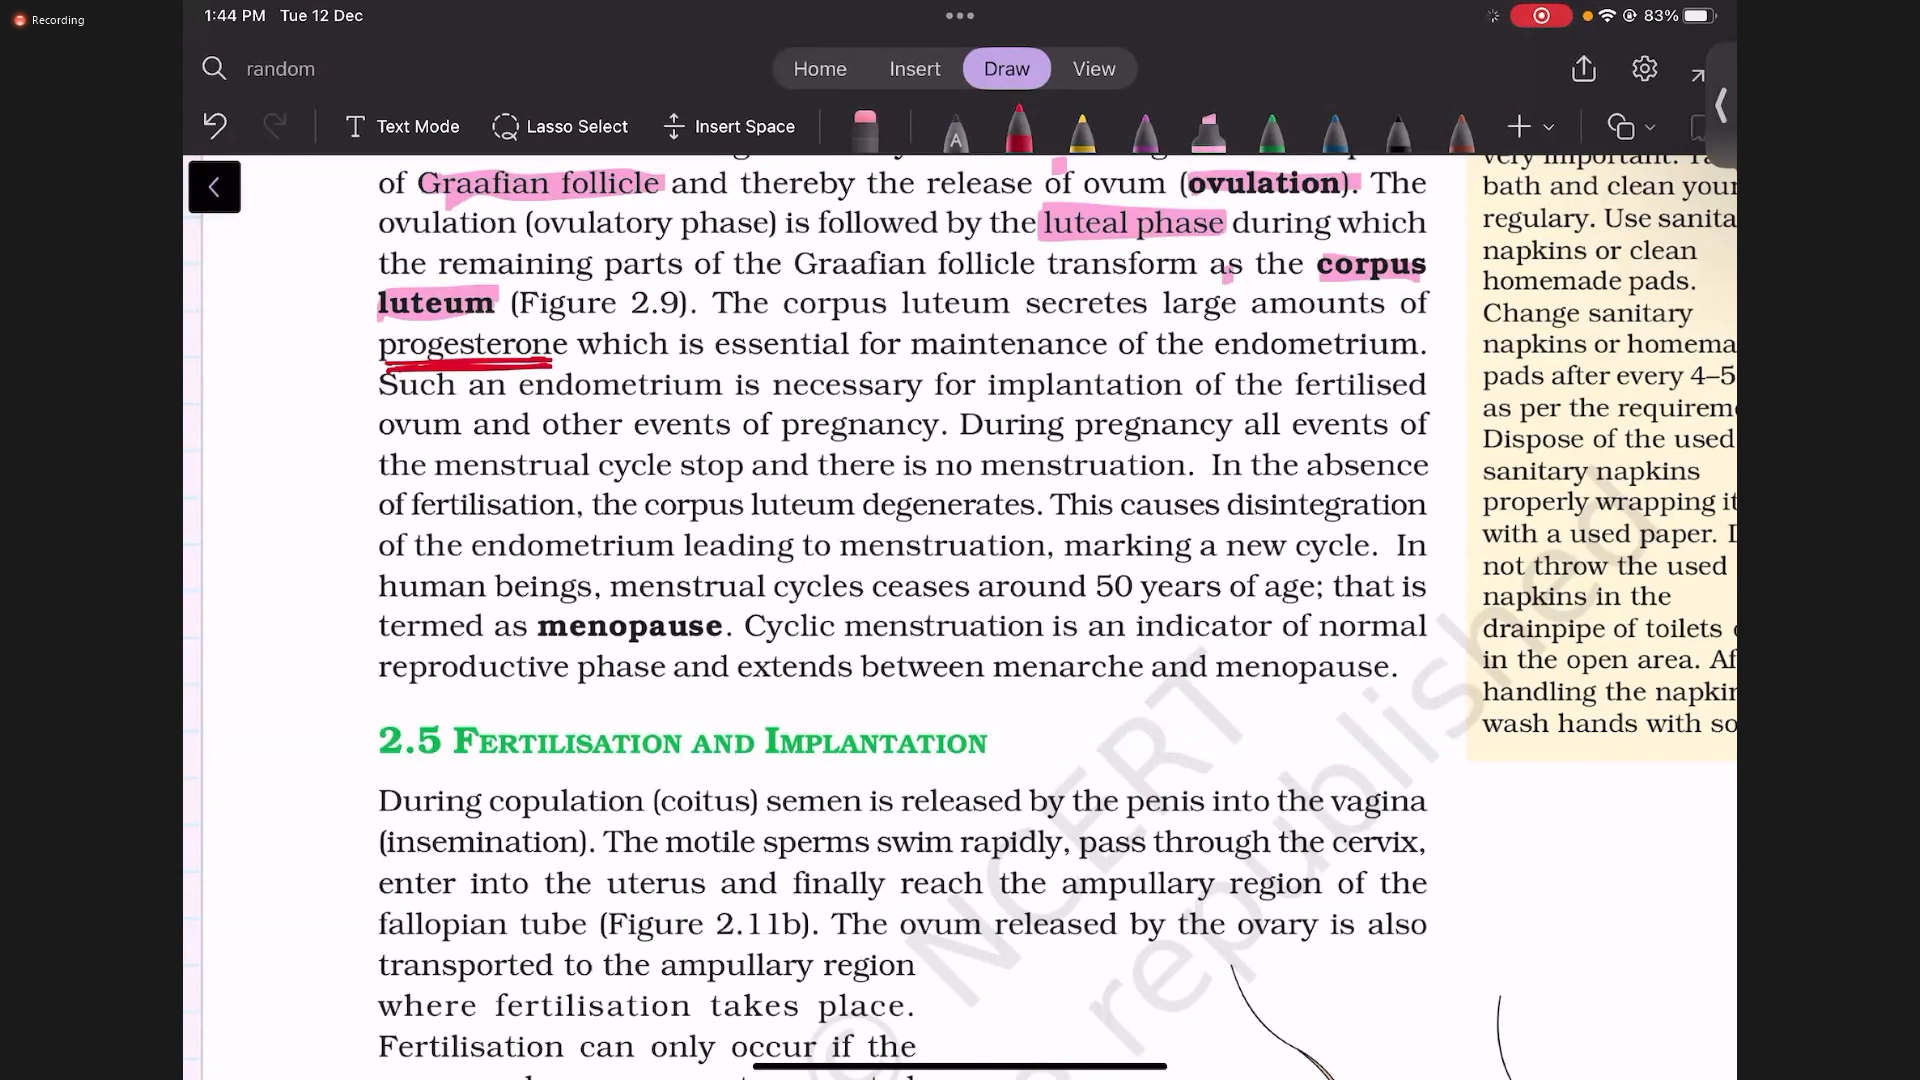 Recording
1:44 PM Tue 12 Dec
83%
random
Home Insert Draw View
Text Mode Lasso Select Insert Space
A
of Graafian follicle and thereby the release of ovum (ovulation). The
ovulation (ovulatory phase) is followed by the luteal phase during which
the remaining parts of the Graafian follicle transform as the corpus
luteum (Figure 2.9). The corpus luteum secretes large amounts of
progesterone which is essential for maintenance of the endometrium.
Such an endometrium is necessary for implantation of the fertilised
ovum and other events of pregnancy. During pregnancy all events of
the menstrual cycle stop and there is no menstruation. In the absence
of fertilisation, the corpus luteum degenerates. This causes disintegration
of the endometrium leading to menstruation, marking a new cycle. In
human beings, menstrual cycles ceases around 50 years of age; that is
termed as menopause. Cyclic menstruation is an indicator of normal
reproductive phase and extends between menarche and menopause.
2.5 FERTILISATION AND IMPLANTATION
During copulation (coitus) semen is released by the penis into the vagina
(insemination). The motile sperms swim rapidly, pass through the cervix,
enter into the uterus and finally reach the ampullary region of the
fallopian tube (Figure 2.11b). The ovum released by the ovary is also
transported to the ampullary region
where fertilisation takes place.
Fertilisation can only occur if the
very important.
bath and clean your
regulary. Use sanita
napkins or clean
homemade pads.
Change sanitary
napkins or homema
pads after every 4–5
as per the requirem
Dispose of the used
sanitary napkins
properly wrapping it
with a used paper.
not throw the used
napkins in the
drainpipe of toilets
in the open area. Af
handling the napkin
wash hands with so
© NCERT
republished